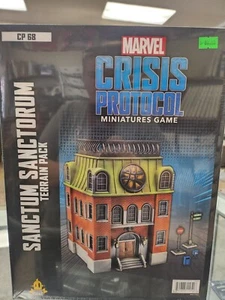 CP 68
MARVEL
CRISIS
PROTOCOL
MINIATURES GAME
SANCTUM SANCTORUM
TERRAIN PACK